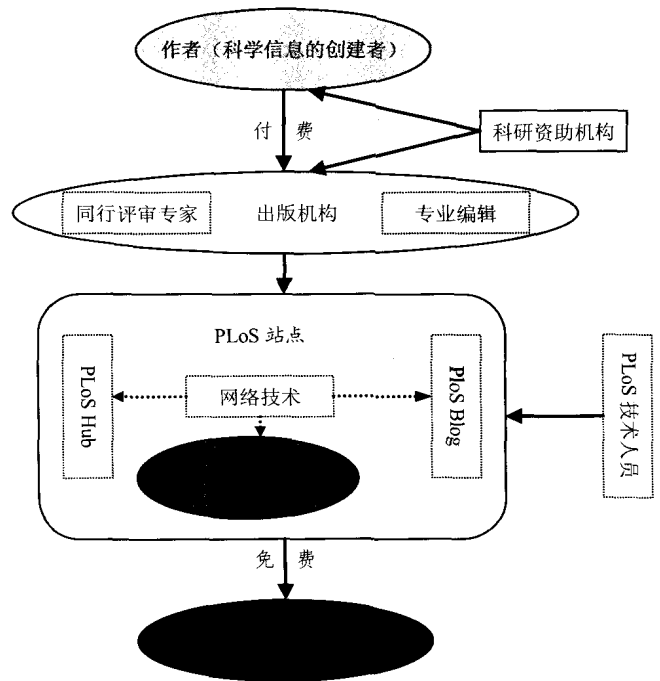 作者（科学信息的创建者）
付 费
科研资助机构
同行评审专家
出版机构
专业编辑
PLoS 站点
PLoS Hub
网络技术
PloS Blog
PLoS 技术人员
免 费